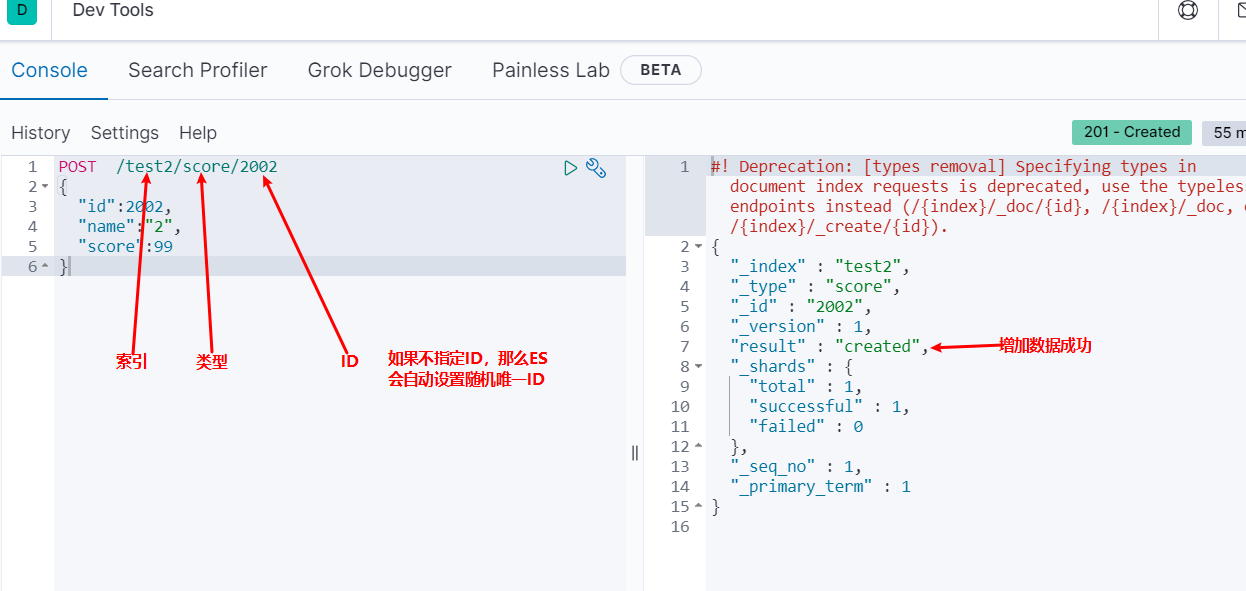 D Dev Tools
Console Search Profiler Grok Debugger Painless Lab BETA
History Settings Help
201 - Created 55 m
1 POST /test2/score/2002
2 {
3 "id":2002,
4 "name":"2",
5 "score":99
6 }
索引 类型 ID 如果不指定ID，那么ES
会自动设置随机唯一ID
1 #! Deprecation: [types removal] Specifying types in
document index requests is deprecated, use the typeles
endpoints instead (/{index}/_doc/{id}, /{index}/_doc,
/{index}/_create/{id}).
2 {
3 "_index" : "test2",
4 "_type" : "score",
5 "_id" : "2002",
6 "_version" : 1,
7 "result" : "created", 增加数据成功
8 "_shards" : {
9 "total" : 1,
10 "successful" : 1,
11 "failed" : 0
12 },
13 "_seq_no" : 1,
14 "_primary_term" : 1
15 }
16